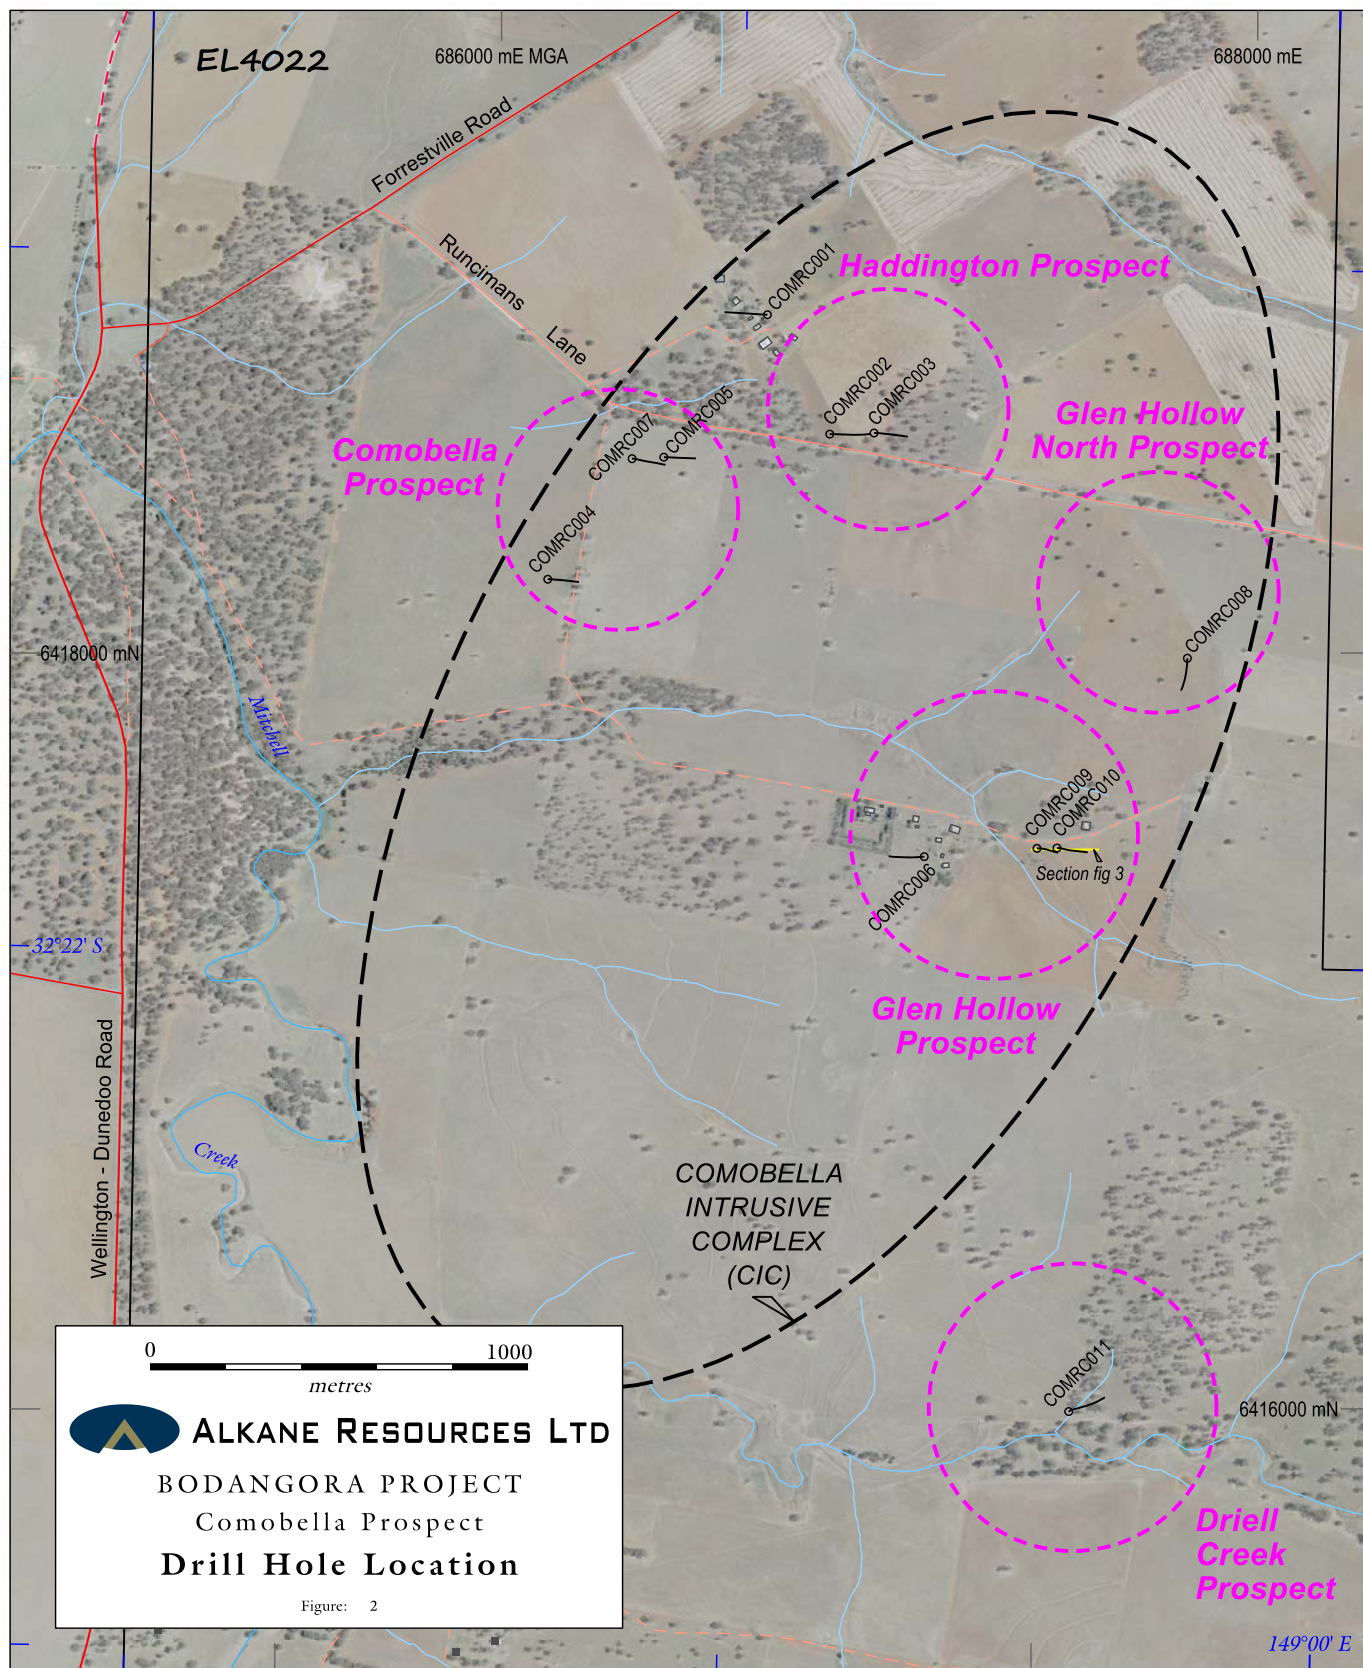 EL4022
686000 mE MGA
688000 mE
Forrestville Road
Runcimans
Lane
COMRC001
Haddington Prospect
COMRC002
COMRC003
Glen Hollow
North Prospect
COMRC005
COMRC007
Comobella
Prospect
COMRC004
COMRC008
6418000 mN
Mitchell
COMRC009
COMRC010
Section fig 3
COMRC006
32°22' S
Glen Hollow
Prospect
Wellington - Dunedoo Road
Creek
COMOBELLA
INTRUSIVE
COMPLEX
(CIC)
COMRC011
6416000 mN
Driell
Creek
Prospect
149°00' E
0 1000
metres
ALKANE RESOURCES LTD
BODANGORA PROJECT
Comobella Prospect
Drill Hole Location
Figure: 2